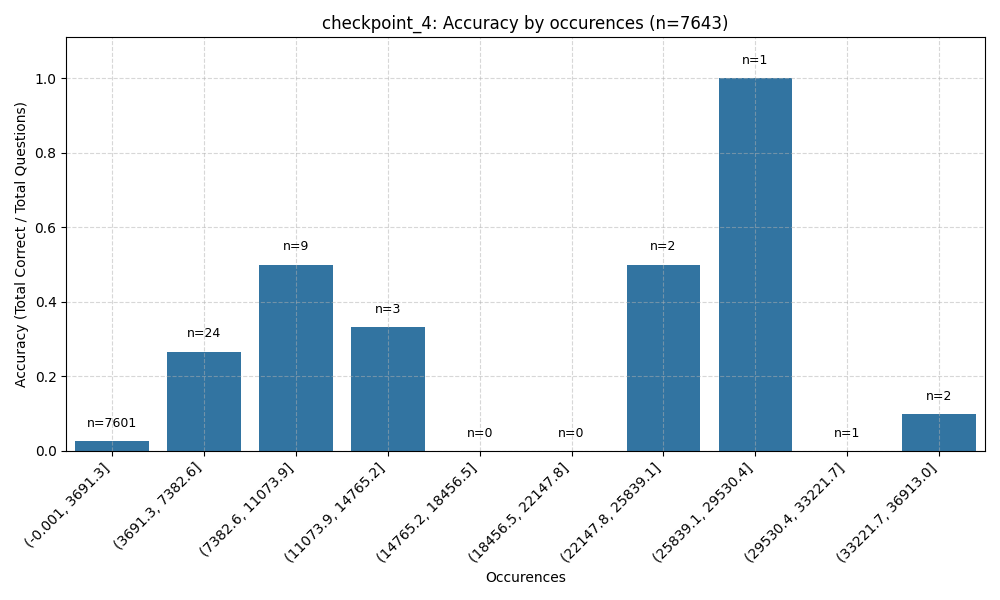 checkpoint_4: Accuracy by occurences (n=7643)
Accuracy (Total Correct / Total Questions)
1.0
0.8
0.6
0.4
0.2
0.0
n=7601
n=24
n=9
n=3
n=0
n=0
n=2
n=1
n=1
n=2
(-0.001, 3691.3]
(3691.3, 7382.6]
(7382.6, 11073.9]
(11073.9, 14765.2]
(14765.2, 18456.5]
(18456.5, 22147.8]
(22147.8, 25839.1]
(25839.1, 29530.4]
(29530.4, 33221.7]
(33221.7, 36913.0]
Occurences